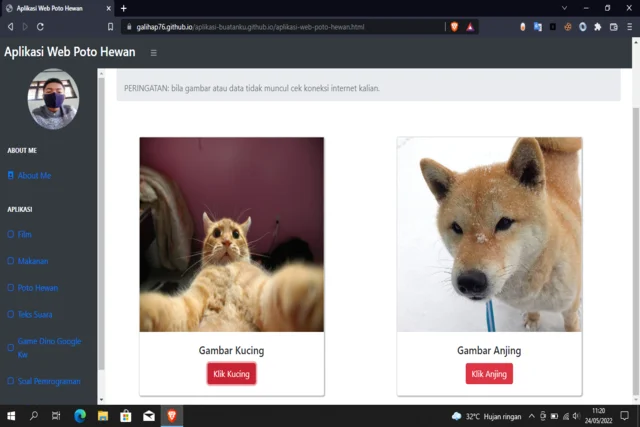 Aplikasi Web Poto Hewan
galihap76.github.io/aplikasi-buatanku.github.io/aplikasi-web-poto-hewan.html
Aplikasi Web Poto Hewan
PERINGATAN: bila gambar atau data tidak muncul cek koneksi internet kalian.
ABOUT ME
About Me
APLIKASI
Film
Makanan
Poto Hewan
Teks Suara
Game Dino Google
Kw
Soal Pemrograman
Gambar Kucing
Klik Kucing
Gambar Anjing
Klik Anjing
32°C Hujan ringan
11:20
24/05/2022